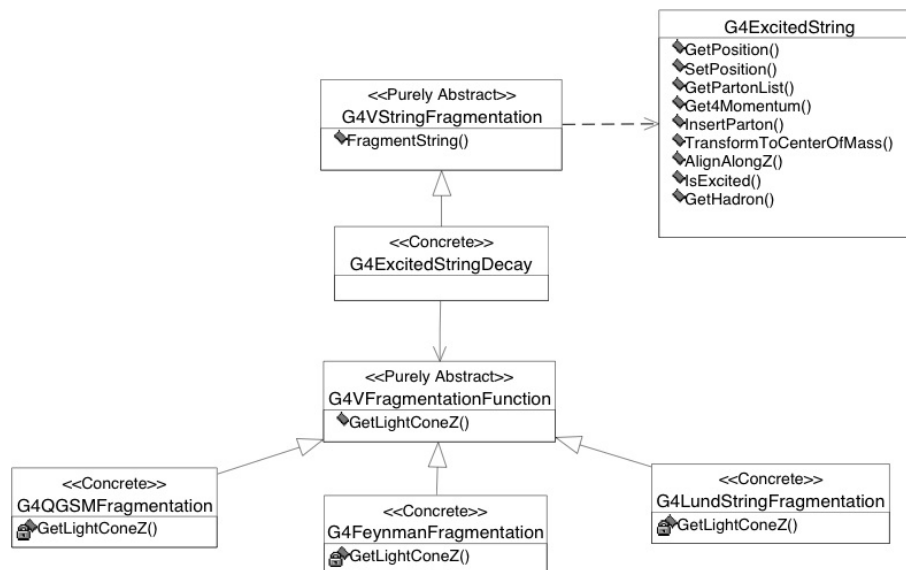 G4ExcitedString
GetPosition()
SetPosition()
GetPartonList()
Get4Momentum()
InsertParton()
TransformToCenterOfMass()
AlignAlongZ()
IsExcited()
GetHadron()
<<Purely Abstract>>
G4VStringFragmentation
FragmentString()
<<Concrete>>
G4ExcitedStringDecay
<<Purely Abstract>>
G4VFragmentationFunction
GetLightConeZ()
<<Concrete>>
G4QGSMFragmentation
GetLightConeZ()
<<Concrete>>
G4FeynmanFragmentation
GetLightConeZ()
<<Concrete>>
G4LundStringFragmentation
GetLightConeZ()